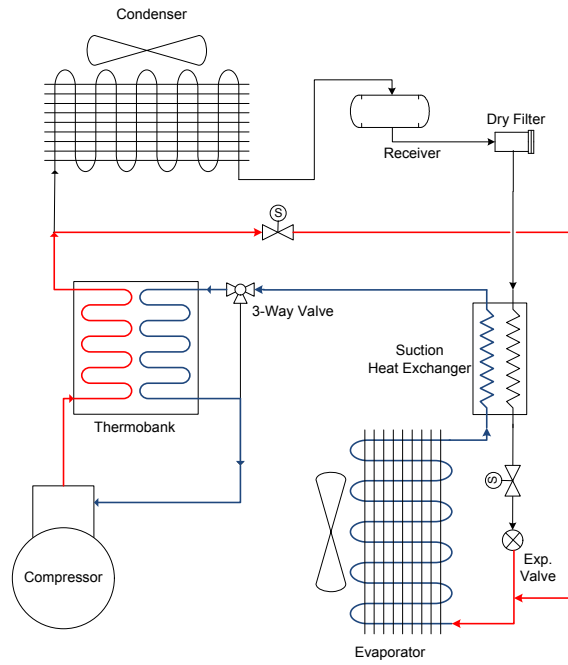 Condenser
Dry Filter
Receiver
S
3-Way Valve
Suction
Heat Exchanger
Thermobank
S
Compressor
Exp.
Valve
Evaporator